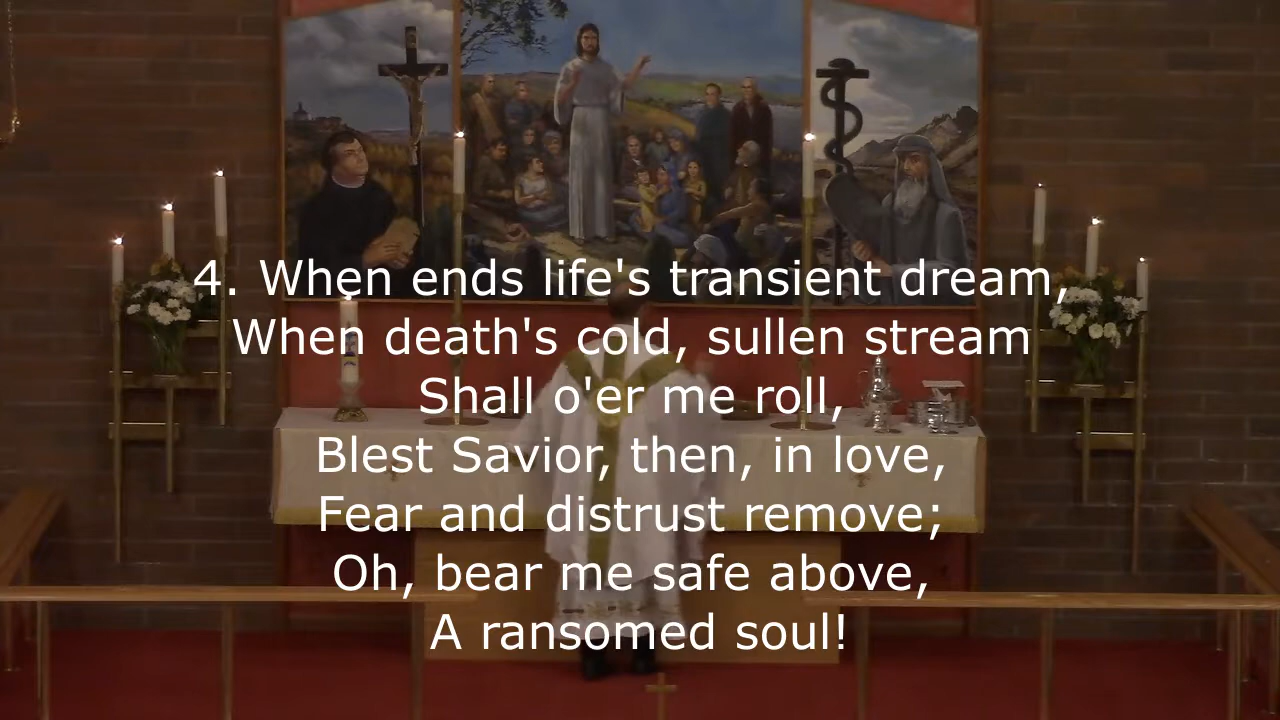 4. When ends life's transient dream,
When death's cold, sullen stream
Shall o'er me roll,
Blest Savior, then, in love,
Fear and distrust remove;
Oh, bear me safe above,
A ransomed soul!